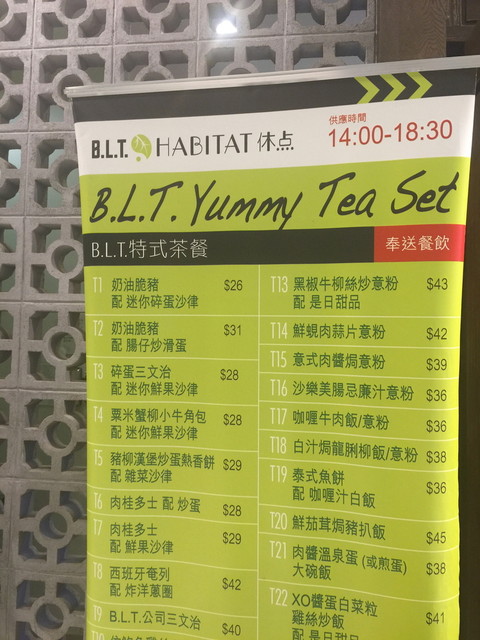 供應時間
14:00-18:30
B.L.T. HABITAT 休点
B.L.T. Yummy Tea Set
B.L.T.特式茶餐
奉送餐飲
T1 奶油脆豬 $26
配 迷你碎蛋沙律
T2 奶油脆豬 $31
配 腸仔炒滑蛋
T3 碎蛋三文治 $28
配 迷你鮮果沙律
T4 粟米蟹柳小牛角包 $28
配 迷你鮮果沙律
T5 豬柳漢堡炒蛋熱香餅 $29
配 雜菜沙律
T6 肉桂多士 配 炒蛋 $28
T7 肉桂多士 $29
配 鮮果沙律
T8 西班牙奄列 $42
配 炸洋蔥圈
T9 B.L.T.公司三文治 $40
T13 黑椒牛柳絲炒意粉 $43
配 是日甜品
T14 鮮蜆肉蒜片意粉 $42
T15 意式肉醬焗意粉 $39
T16 沙樂美腸忌廉汁意粉 $36
T17 咖喱牛肉飯/意粉 $36
T18 白汁焗龍脷柳飯/意粉 $38
T19 泰式魚餅 $36
配 咖喱汁白飯
T20 鮮茄茸焗豬扒飯 $45
T21 肉醬溫泉蛋 (或煎蛋) $38
大碗飯
T22 XO醬蛋白菜粒 $41
雞絲炒飯
配 是日甜品